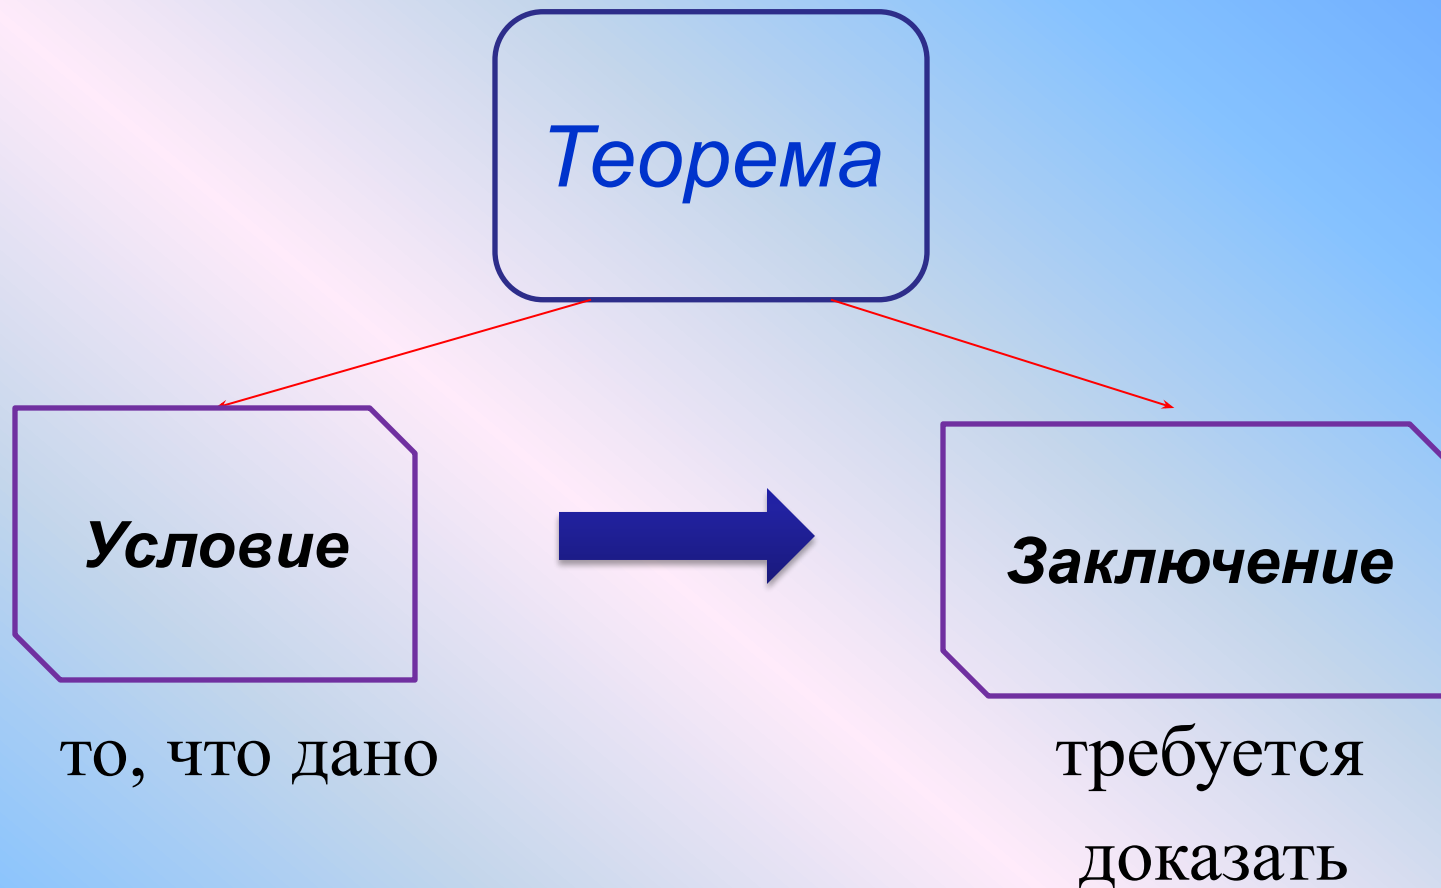 Теорема
Условие
Заключение
то, что дано
требуется
доказать